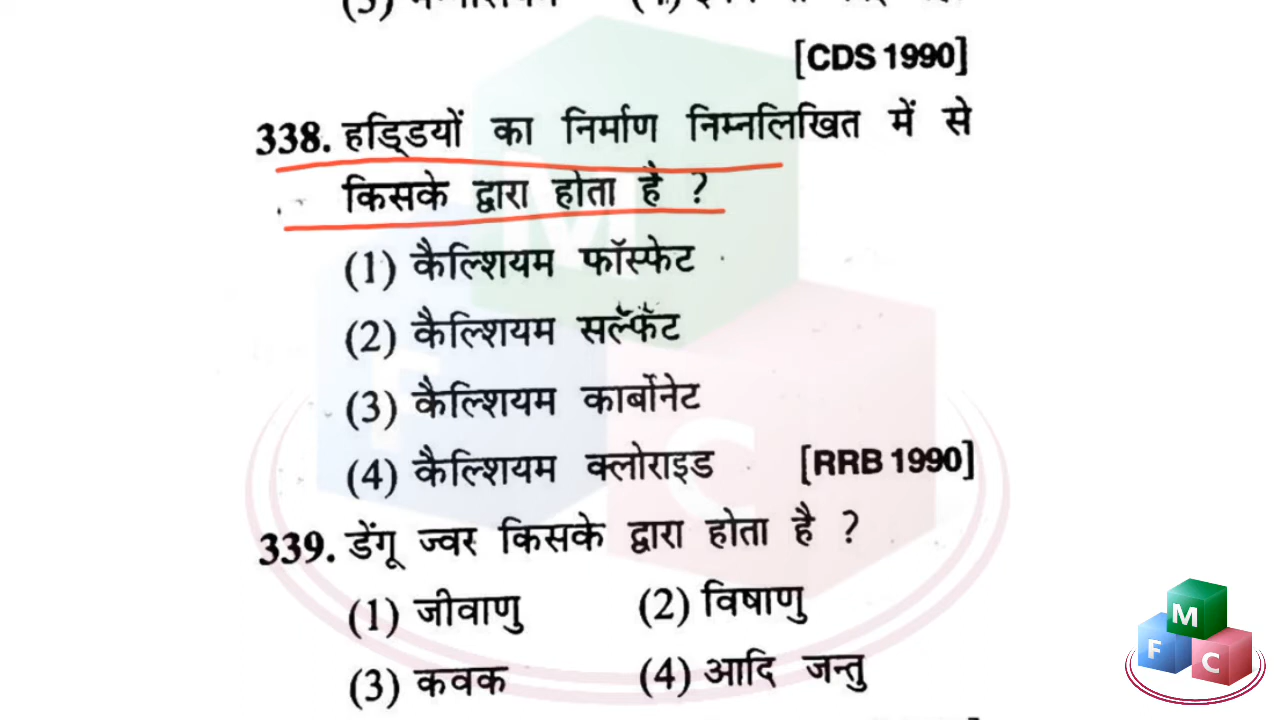 [CDS 1990]
338. हड्डियों का निर्माण निम्नलिखित में से
किसके द्वारा होता है ?
(1) कैल्शियम फॉस्फेट
(2) कैल्शियम सल्फेट
(3) कैल्शियम कार्बोनेट
(4) कैल्शियम क्लोराइड [RRB 1990]
339. डेंगू ज्वर किसके द्वारा होता है ?
(1) जीवाणु (2) विषाणु
(3) कवक (4) आदि जन्तु
M
F C